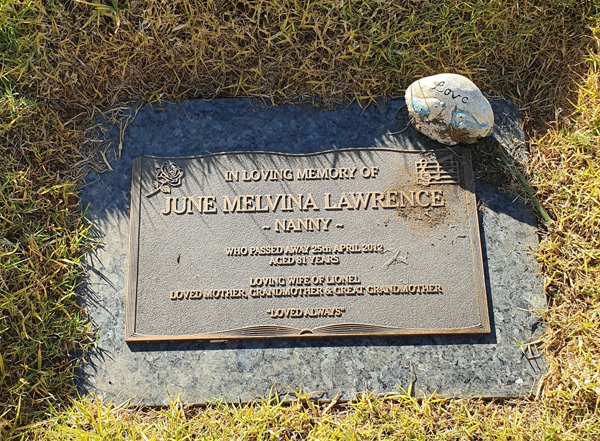 Love
IN LOVING MEMORY OF
JUNE MELVINA LAWRENCE
~ NANNY ~
WHO PASSED AWAY 25th APRIL 2012
AGED 81 YEARS
LOVING WIFE OF LIONEL
LOVED MOTHER, GRANDMOTHER & GREAT GRANDMOTHER
"LOVED ALWAYS"